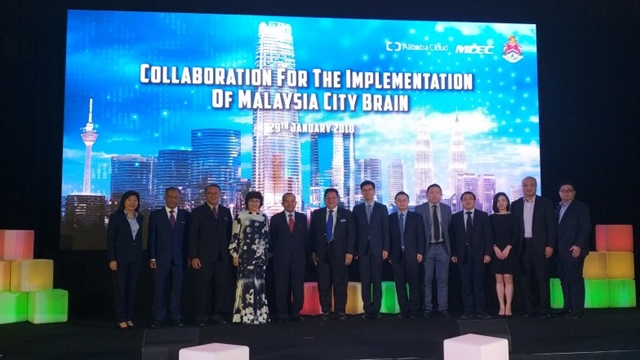 Alibaba Cloud MDEC
COLLABORATION FOR THE IMPLEMENTATION
OF MALAYSIA CITY BRAIN
29TH JANUARY 2018